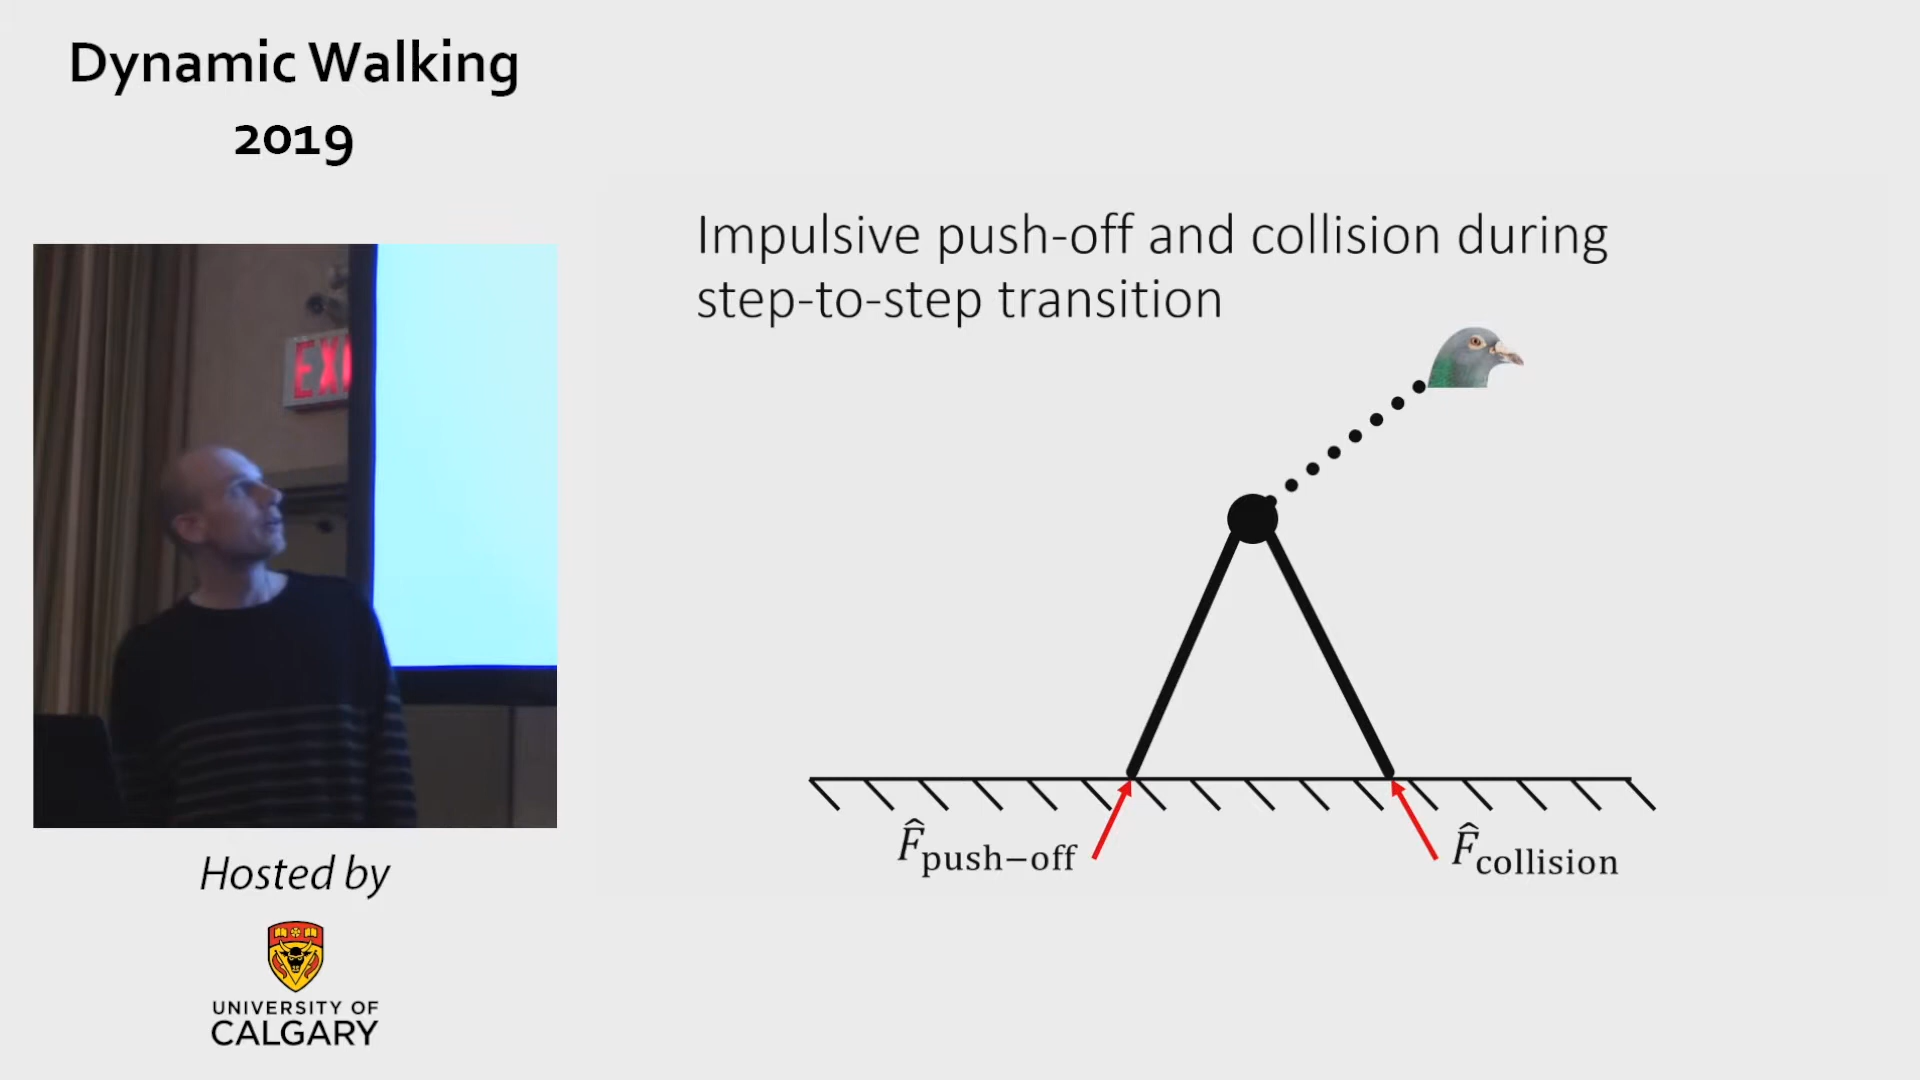 Dynamic Walking
2019
EXI
Impulsive push-off and collision during
step-to-step transition
F̂push−off
F̂collision
Hosted by
UNIVERSITY OF
CALGARY